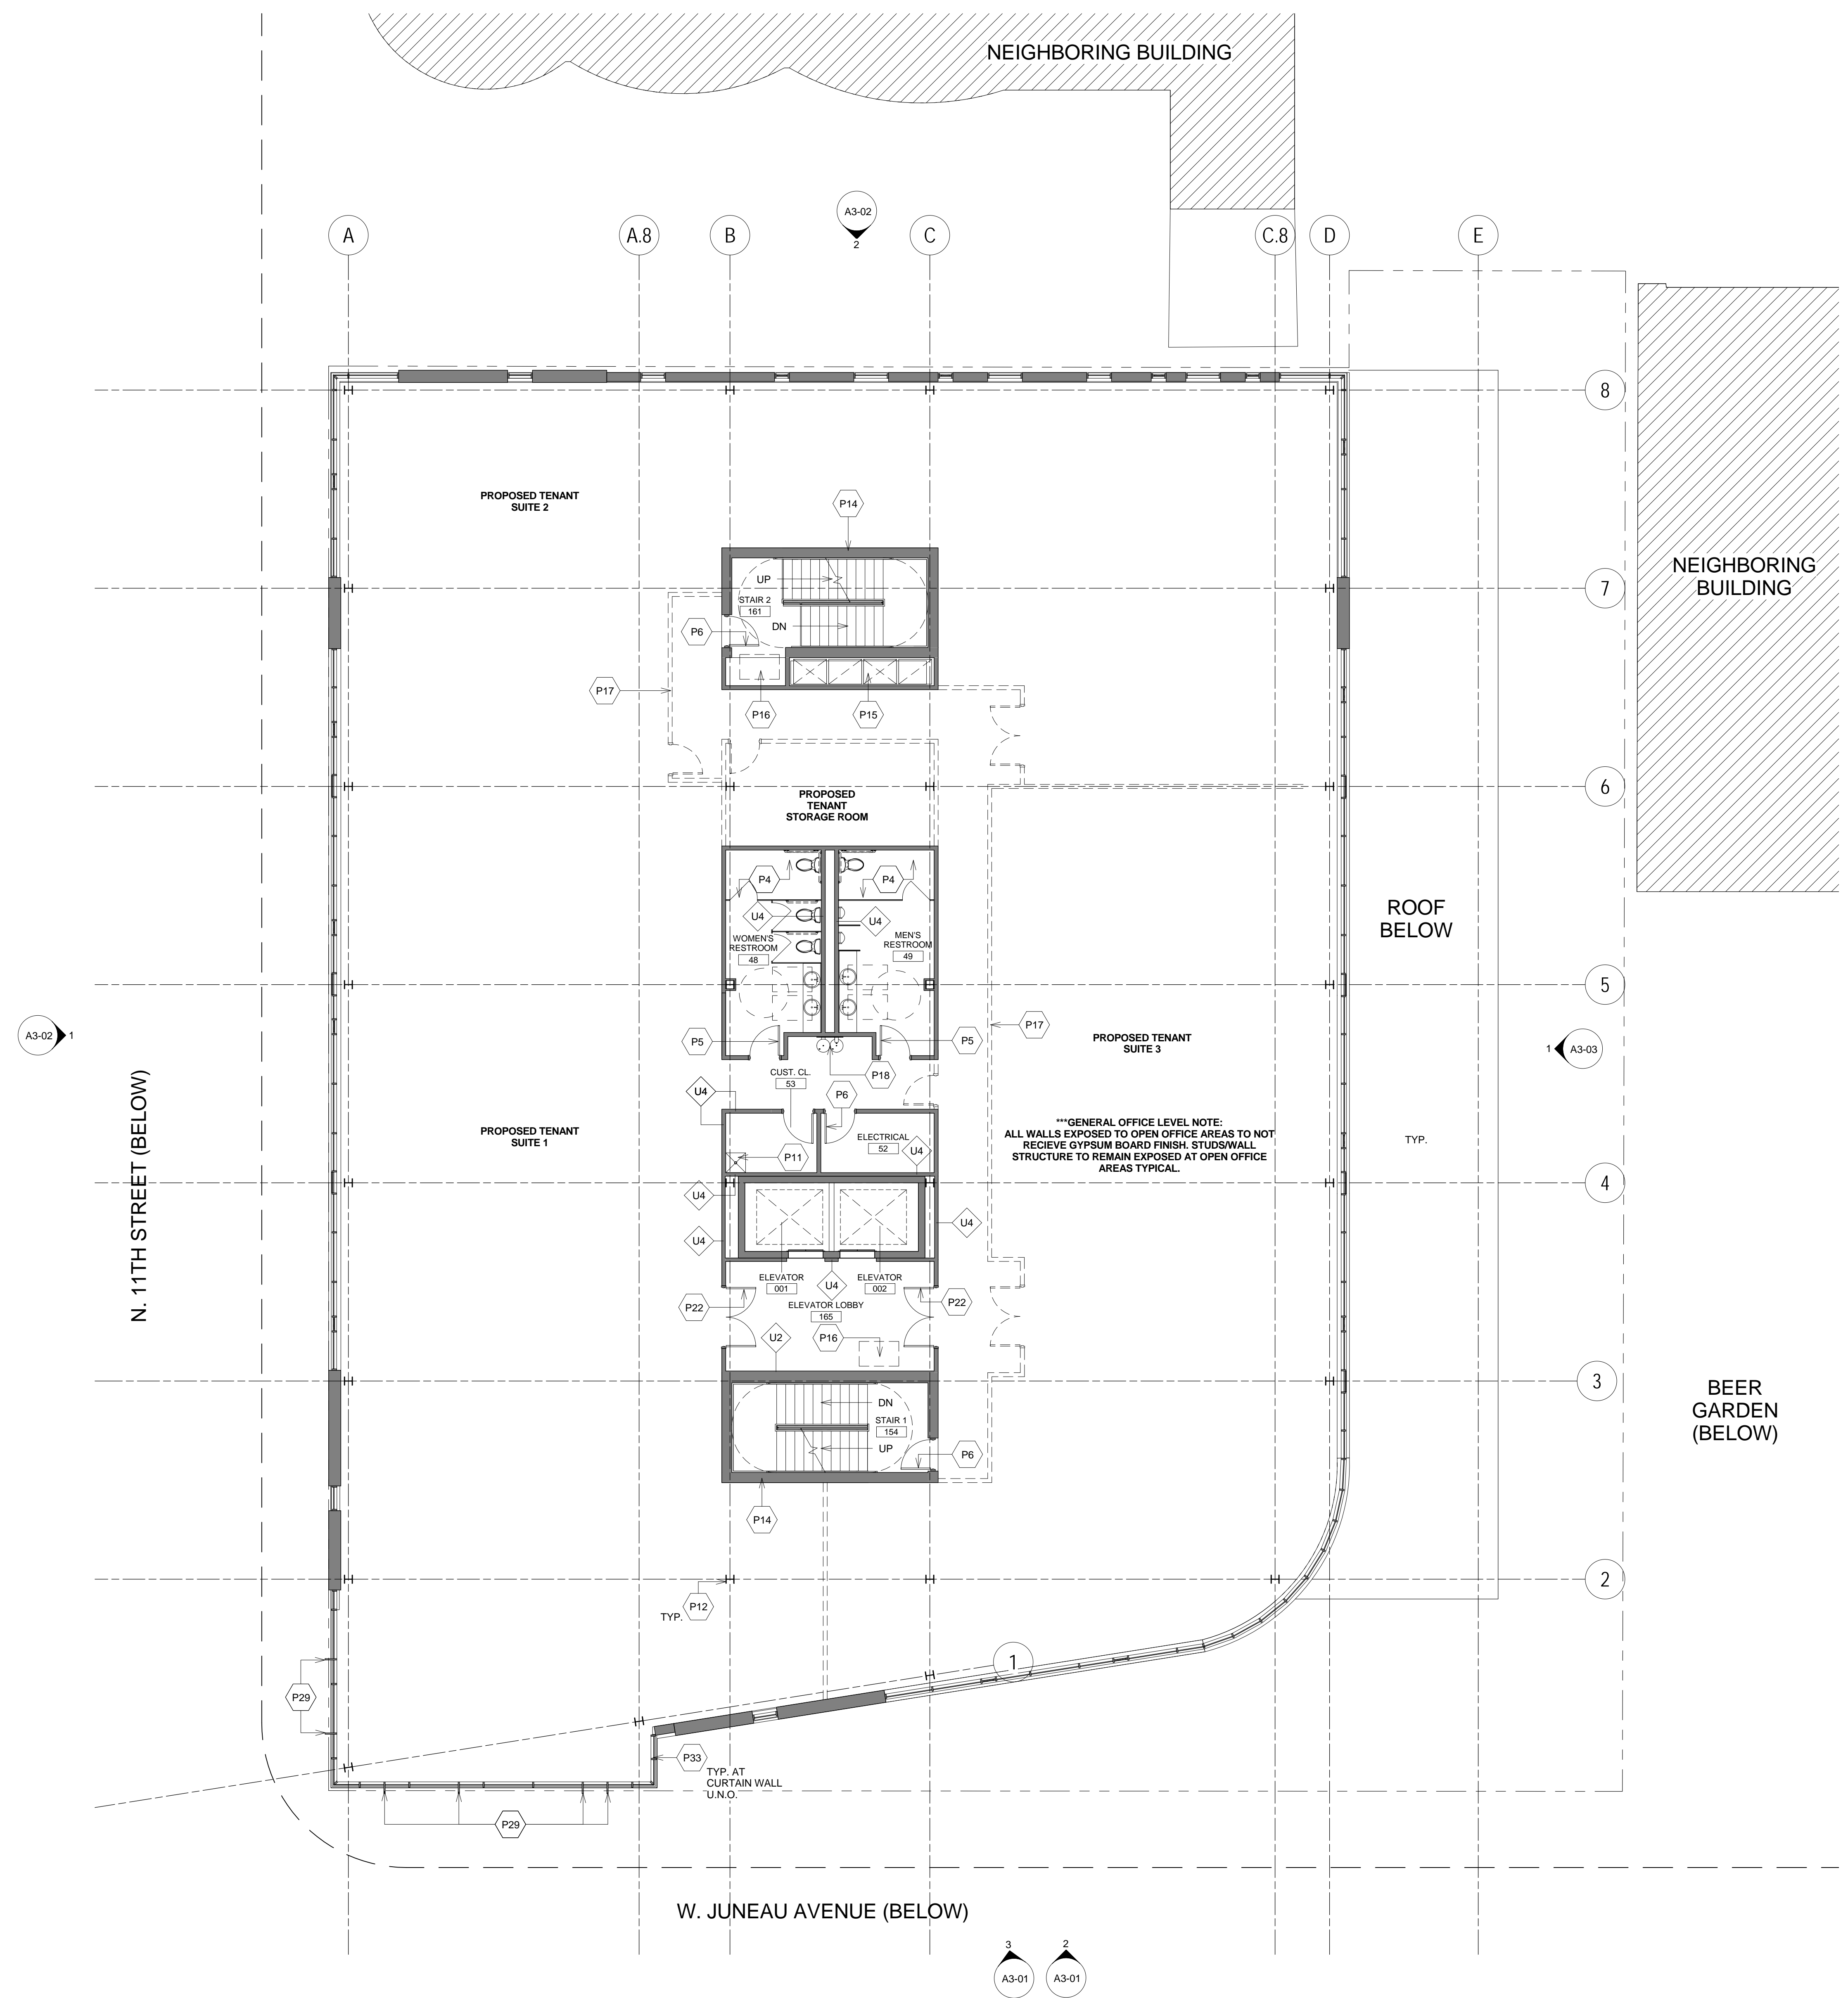 NEIGHBORING BUILDING
A3-02
2
A
A.8
B
C
C.8
D
E
8
PROPOSED TENANT
SUITE 2
P14
NEIGHBORING
BUILDING
UP
7
STAIR 2
161
DN
P6
P17
P16
P15
6
PROPOSED
TENANT
STORAGE ROOM
P4
P4
U4
U4
ROOF
BELOW
WOMEN'S
RESTROOM
48
MEN'S
RESTROOM
49
5
A3-02
1
P5
P5
P17
PROPOSED TENANT
SUITE 3
1
A3-03
P18
CUST. CL.
53
U4
P6
N. 11TH STREET (BELOW)
PROPOSED TENANT
SUITE 1
***GENERAL OFFICE LEVEL NOTE:
ALL WALLS EXPOSED TO OPEN OFFICE AREAS TO NOT
RECIEVE GYPSUM BOARD FINISH. STUDS/WALL
STRUCTURE TO REMAIN EXPOSED AT OPEN OFFICE
AREAS TYPICAL.
TYP.
ELECTRICAL
52
U4
P11
4
U4
U4
U4
ELEVATOR
001
U4
ELEVATOR
002
P22
P22
ELEVATOR LOBBY
165
U2
P16
3
BEER
GARDEN
(BELOW)
DN
STAIR 1
154
UP
P6
P14
2
P12
TYP.
1
P29
P33
TYP. AT
CURTAIN WALL
U.N.O.
P29
W. JUNEAU AVENUE (BELOW)
3
A3-01
2
A3-01